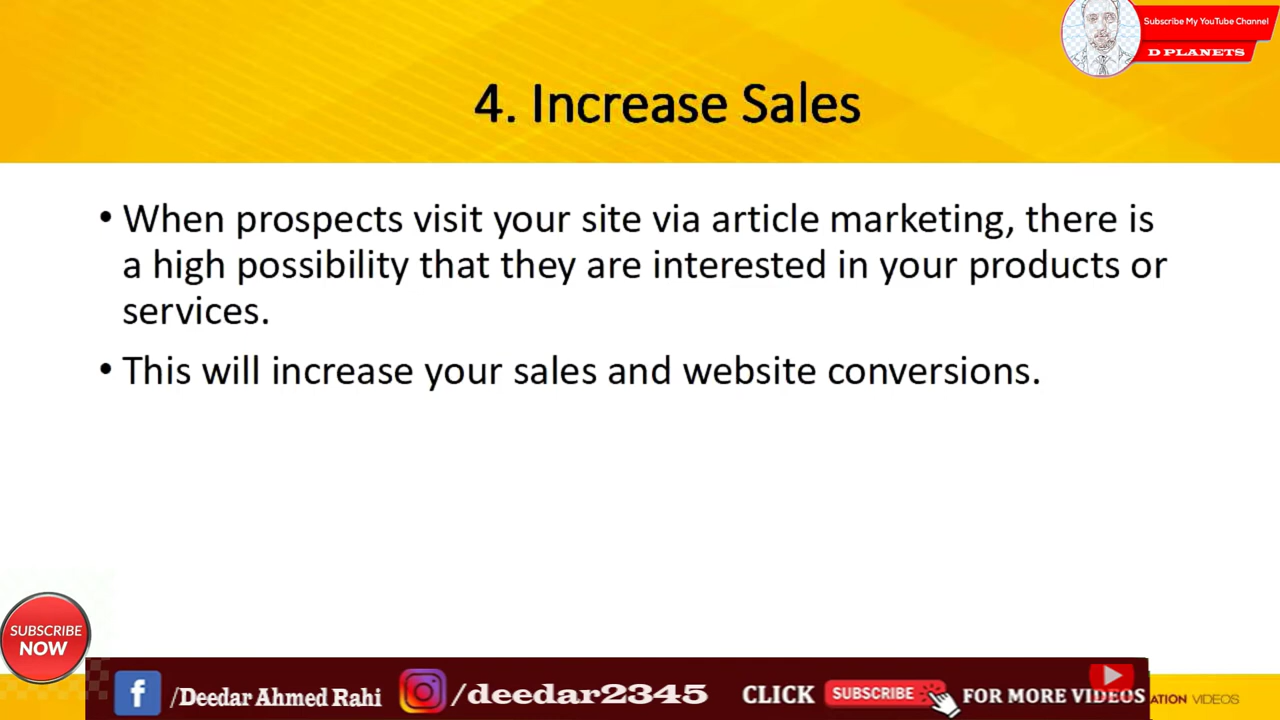 Subscribe My YouTube Channel
D PLANETS
4. Increase Sales
• When prospects visit your site via article marketing, there is
a high possibility that they are interested in your products or
services.
• This will increase your sales and website conversions.
SUBSCRIBE
NOW
/Deedar Ahmed Rahi
/deedar2345
CLICK SUBSCRIBE FOR MORE VIDEOS
VIDEOS